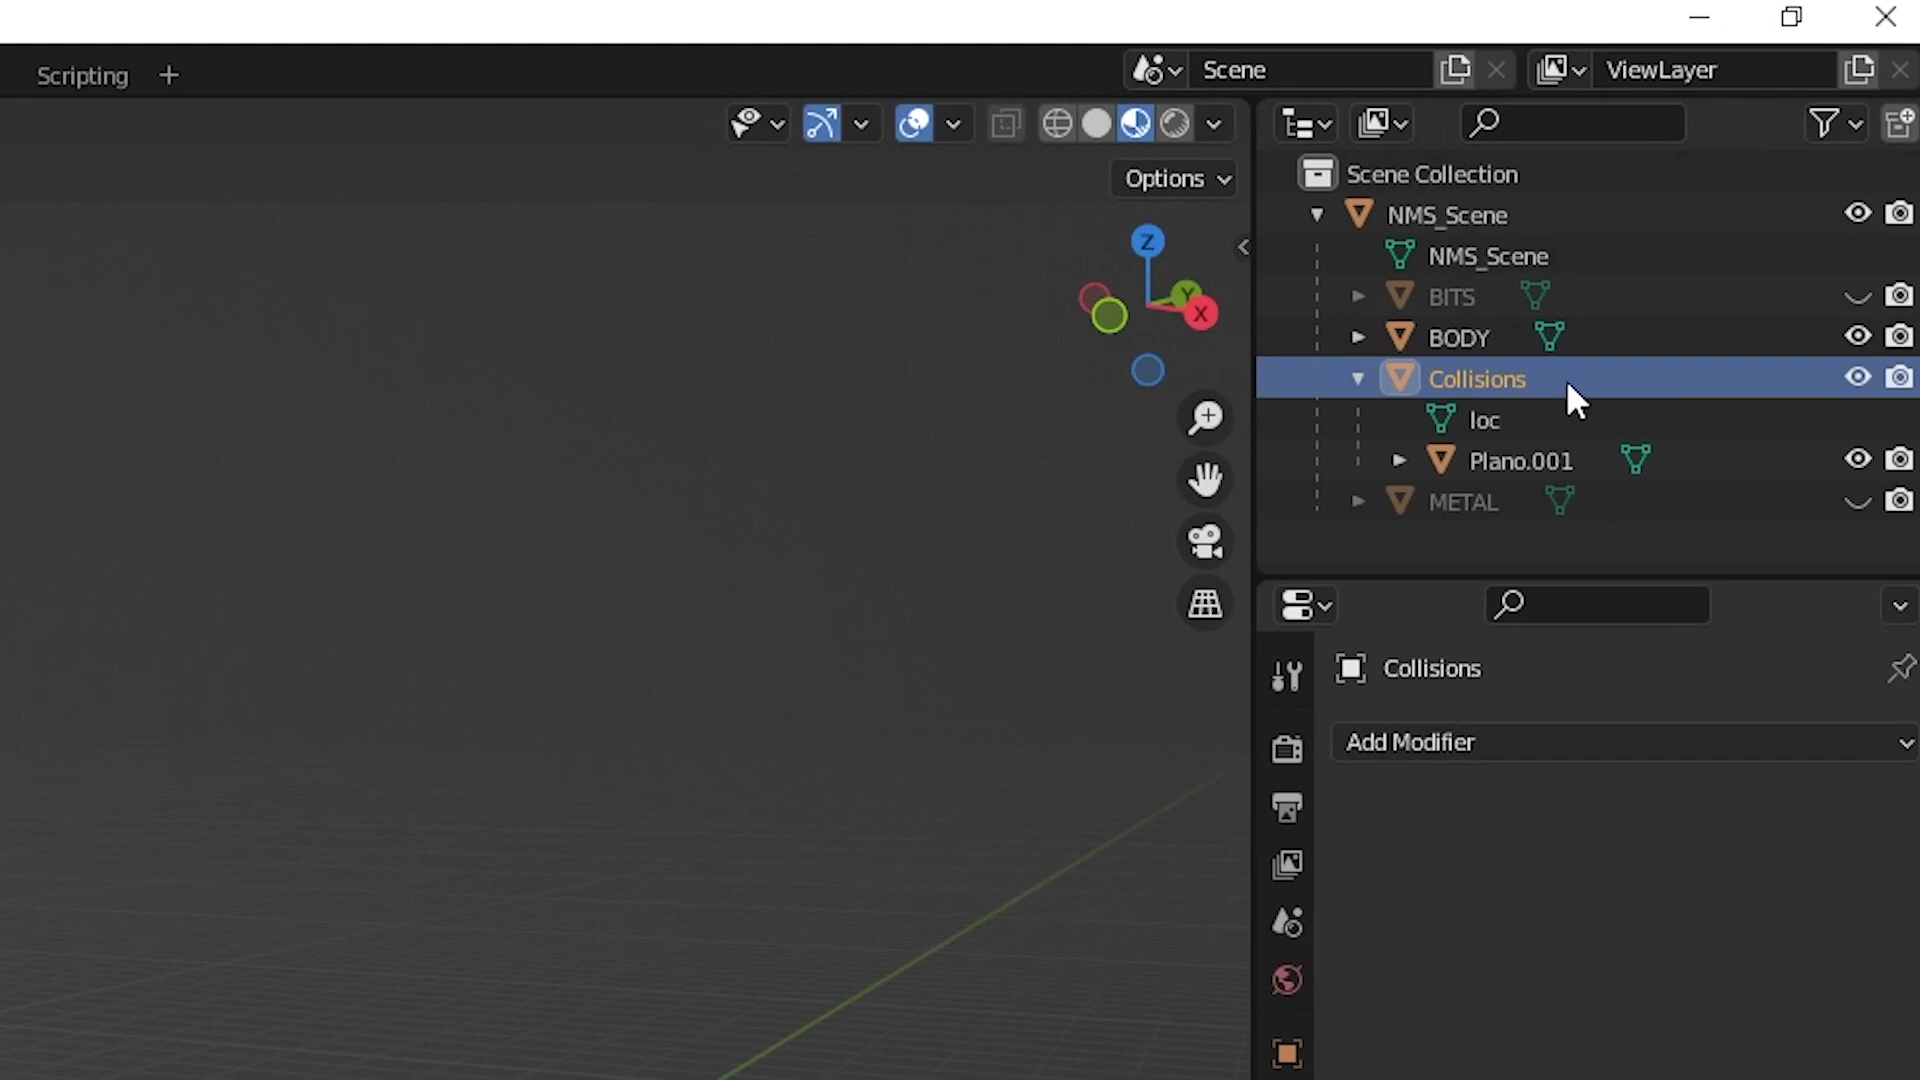 Scripting +
Scene
ViewLayer
Options
Z
Y
X
Scene Collection
NMS_Scene
NMS_Scene
BITS
BODY
Collisions
loc
Plano.001
METAL
Collisions
Add Modifier